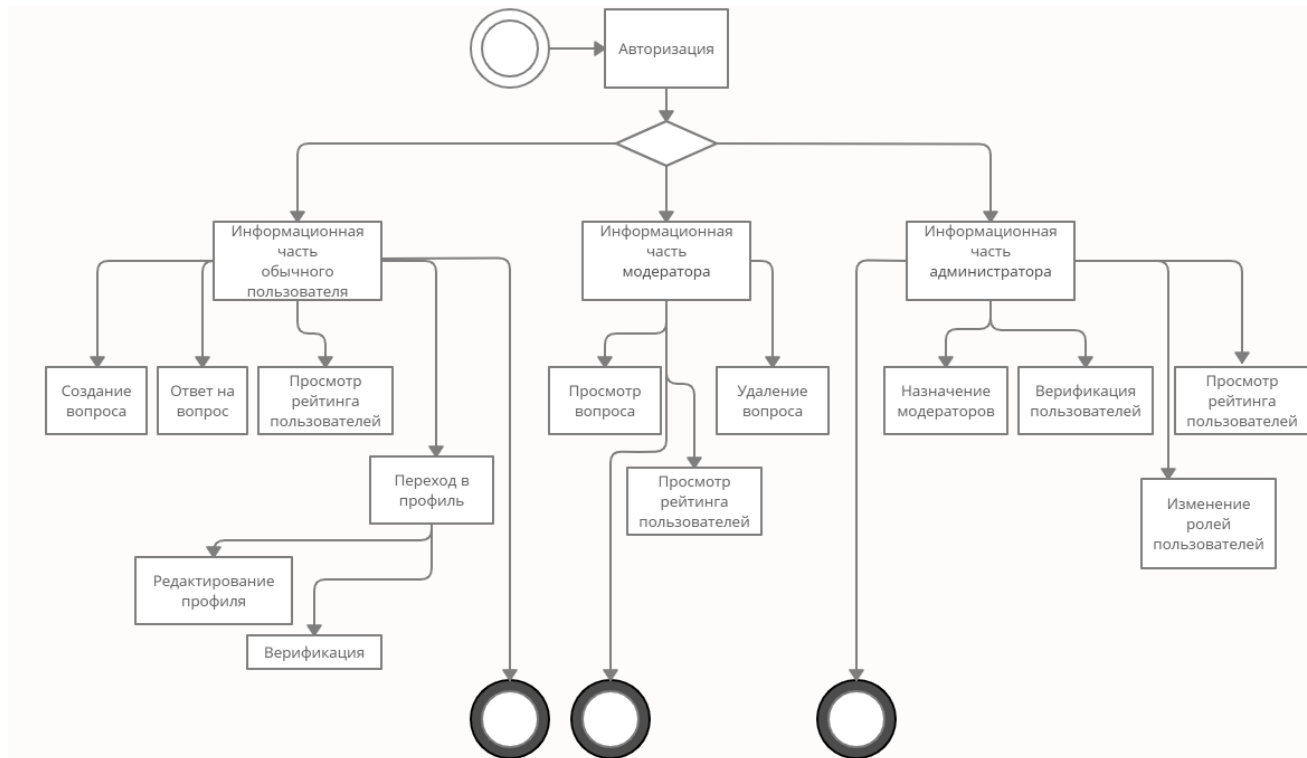 Авторизация
Информационная
часть
обычного
пользователя
Информационная
часть
модератора
Информационная
часть
администратора
Создание
вопроса
Ответ на
вопрос
Просмотр
рейтинга
пользователей
Просмотр
вопроса
Удаление
вопроса
Назначение
модераторов
Верификация
пользователей
Просмотр
рейтинга
пользователей
Переход в
профиль
Просмотр
рейтинга
пользователей
Изменение
ролей
пользователей
Редактирование
профиля
Верификация